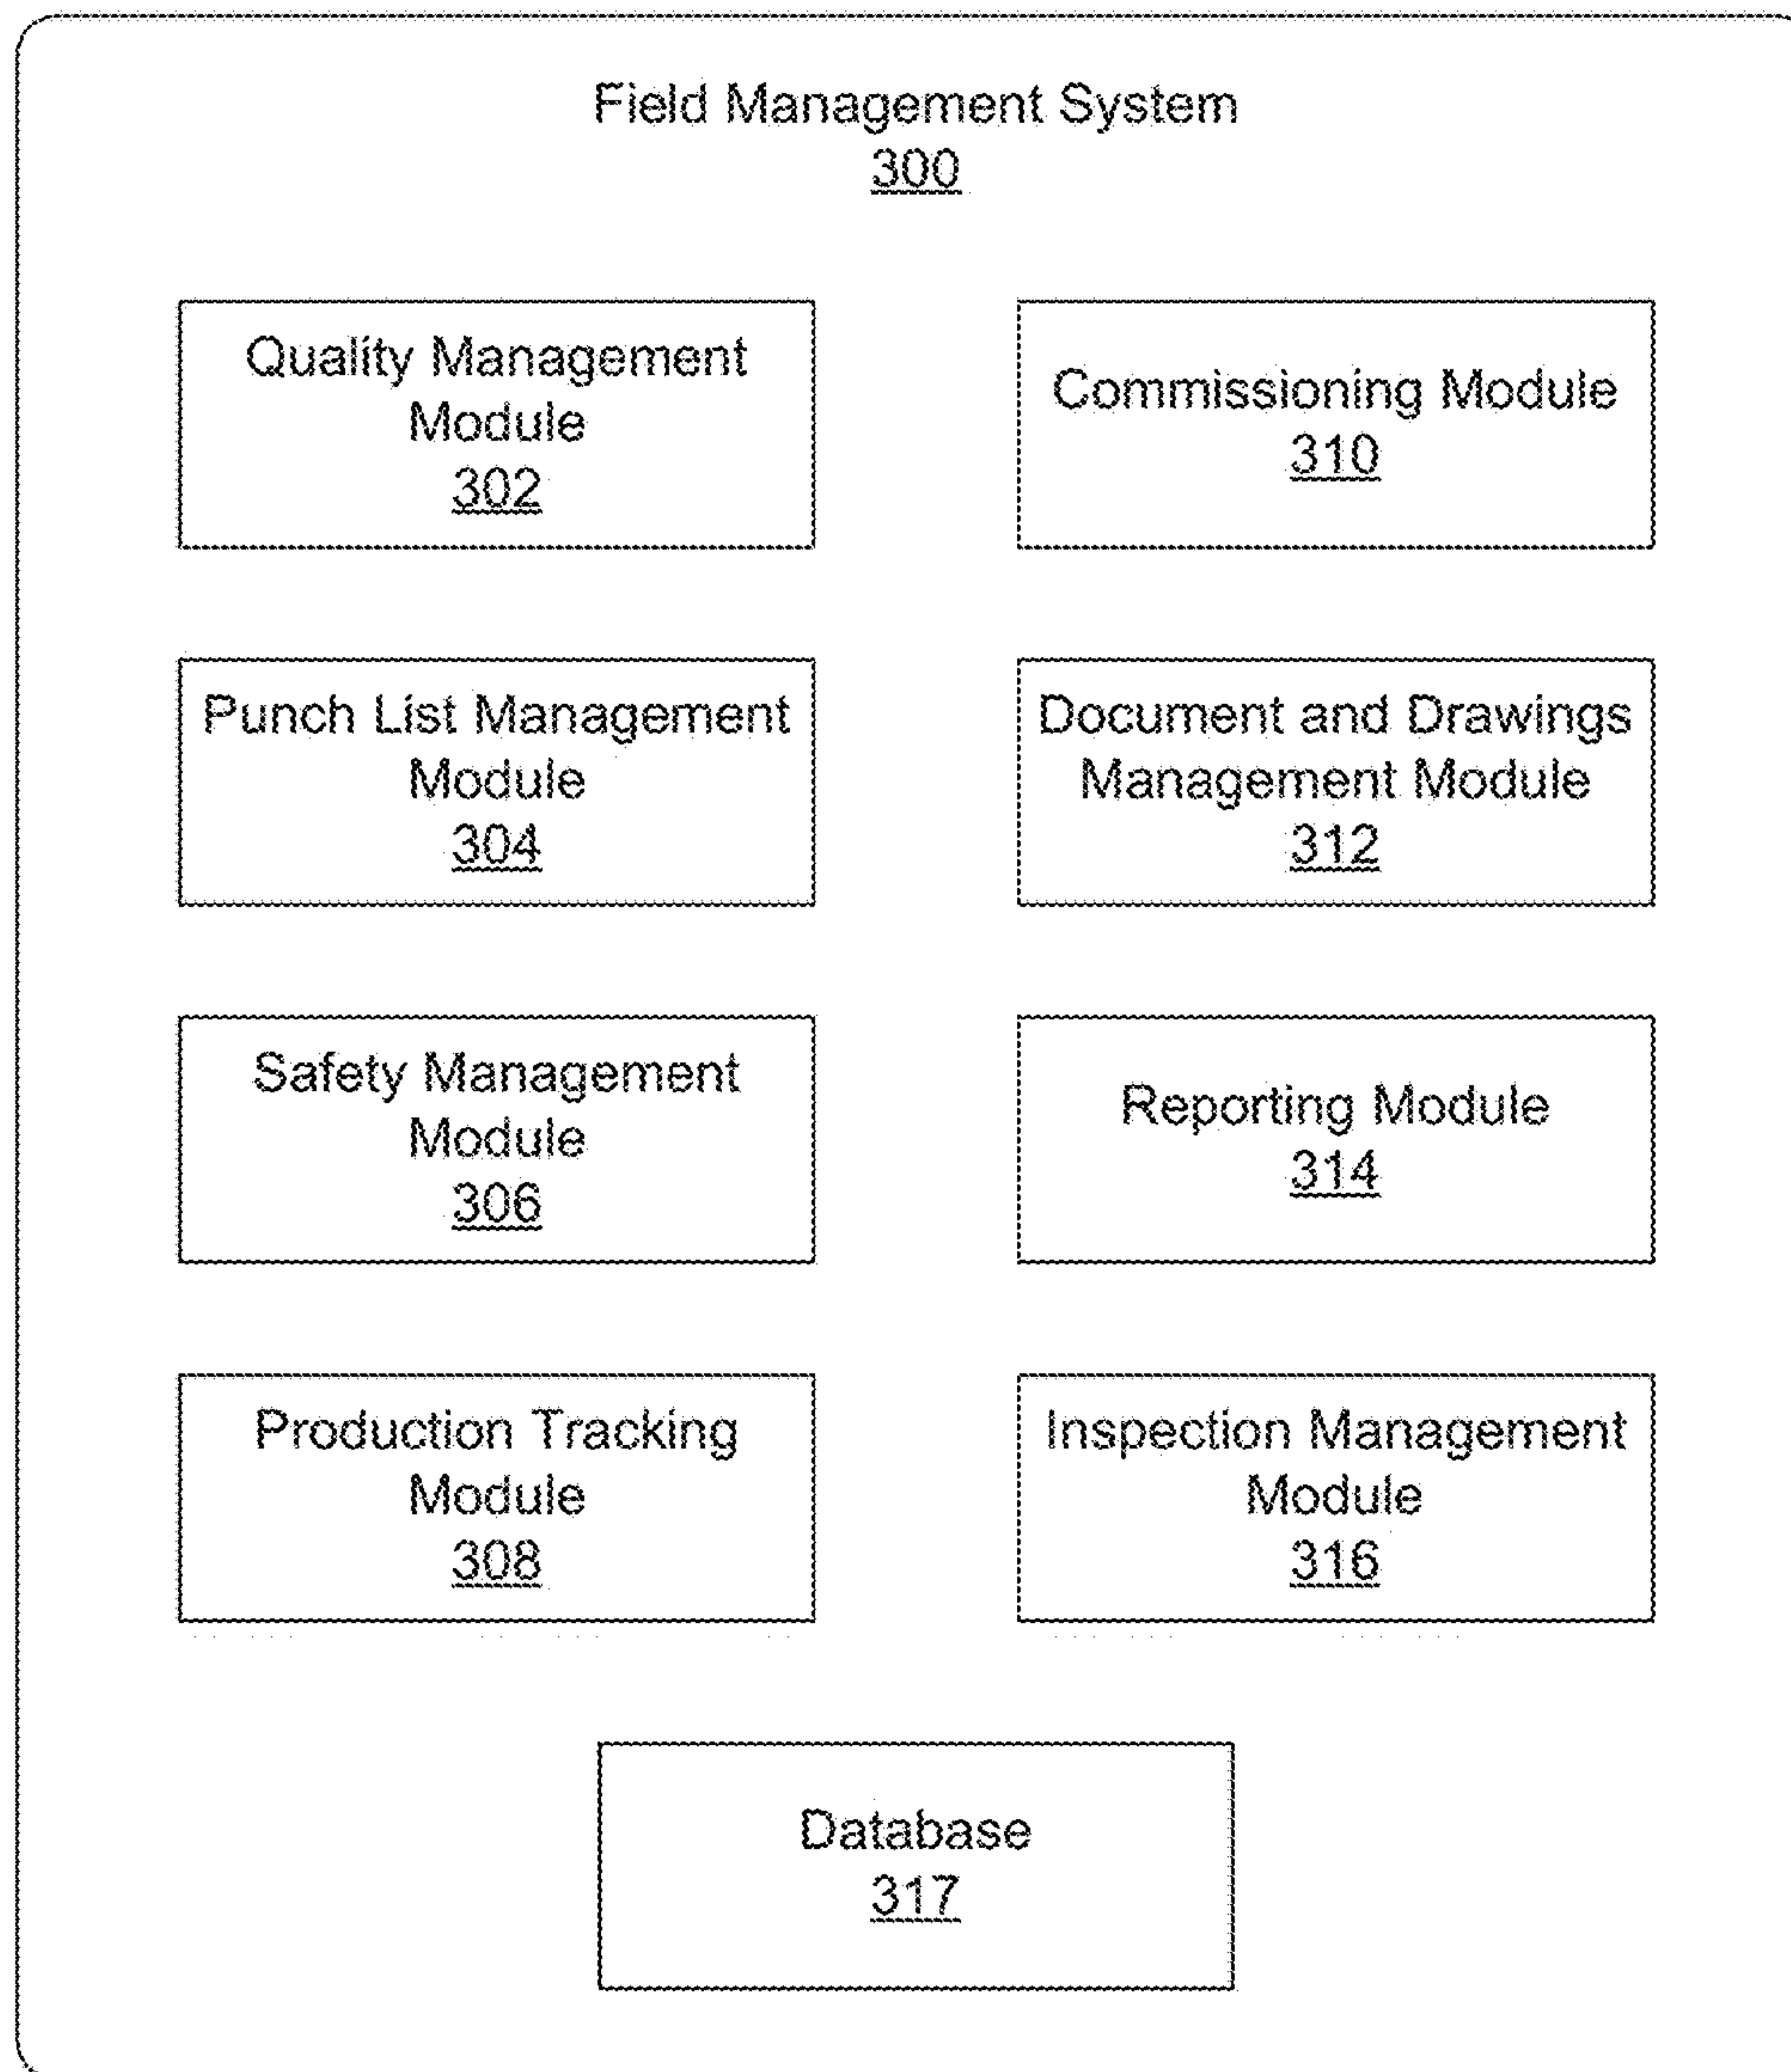 Field Management System
300
Quality Management
Module
302
Commissioning Module
310
Punch List Management
Module
304
Document and Drawings
Management Module
312
Safety Management
Module
306
Reporting Module
314
Production Tracking
Module
308
Inspection Management
Module
316
Database
317